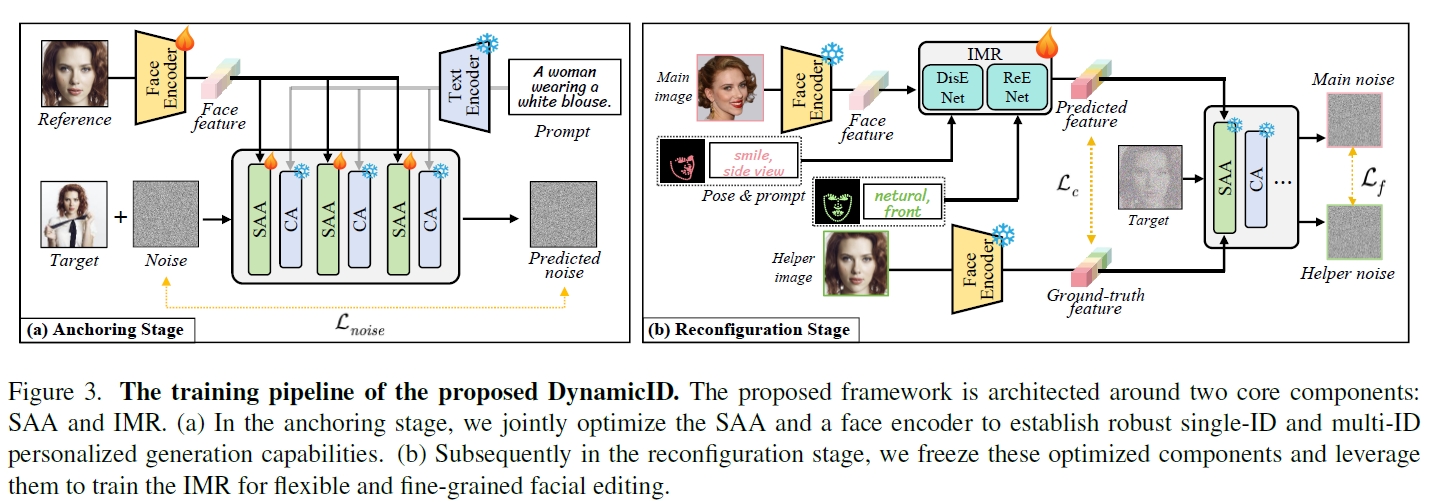 Reference
Face
Encoder
Face
feature
Text
Encoder
A woman
wearing a
white blouse.
Prompt
SAA
CA
SAA
CA
SAA
CA
Target
+
Noise
Predicted
noise
ℒnoise
(a) Anchoring Stage
Main
image
Face
Encoder
Face
feature
IMR
DisE
Net
ReE
Net
Predicted
feature
smile,
side view
Pose & prompt
netural,
front
Helper
image
Face
Encoder
Ground-truth
feature
ℒc
Target
SAA
CA
...
Main noise
ℒf
Helper noise
(b) Reconfiguration Stage
Figure 3. The training pipeline of the proposed DynamicID. The proposed framework is architected around two core components:
SAA and IMR. (a) In the anchoring stage, we jointly optimize the SAA and a face encoder to establish robust single-ID and multi-ID
personalized generation capabilities. (b) Subsequently in the reconfiguration stage, we freeze these optimized components and leverage
them to train the IMR for flexible and fine-grained facial editing.